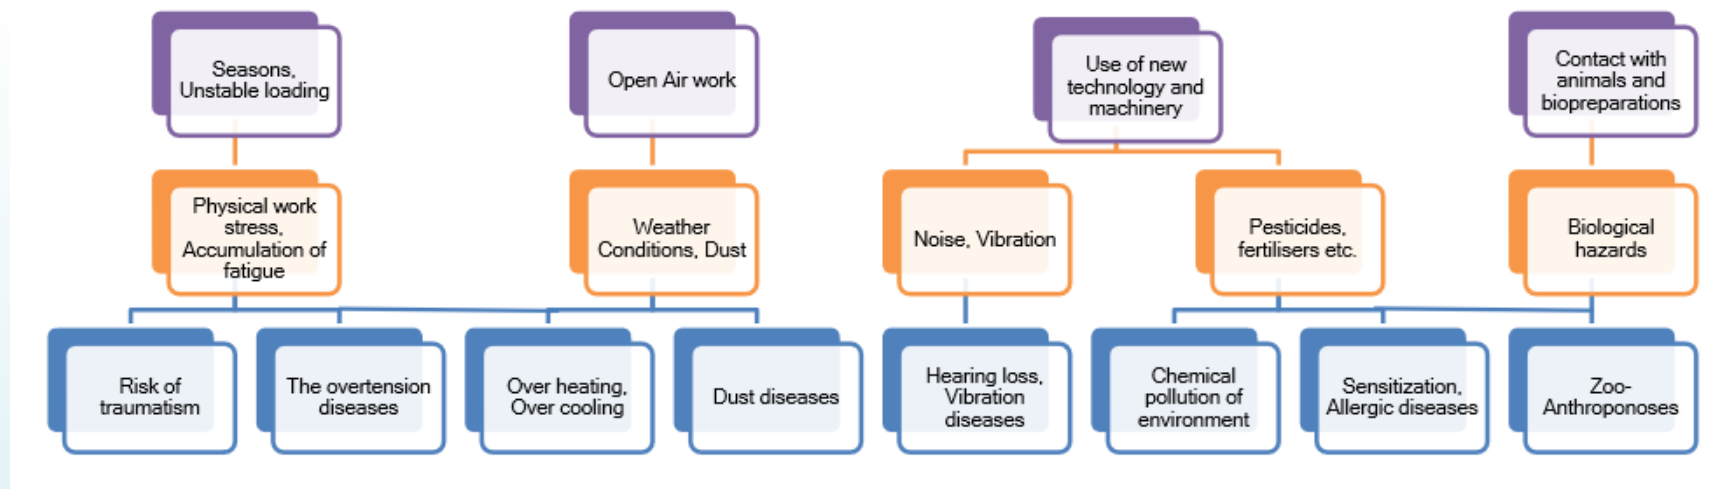 Seasons,
Unstable loading
Open Air work
Use of new
technology and
machinery
Contact with
animals and
biopreparations
Physical work
stress,
Accumulation of
fatigue
Weather
Conditions, Dust
Noise, Vibration
Pesticides,
fertilisers etc.
Biological
hazards
Risk of
traumatism
The overtension
diseases
Over heating,
Over cooling
Dust diseases
Hearing loss,
Vibration
diseases
Chemical
pollution of
environment
Sensitization,
Allergic diseases
Zoo-
Anthroponoses